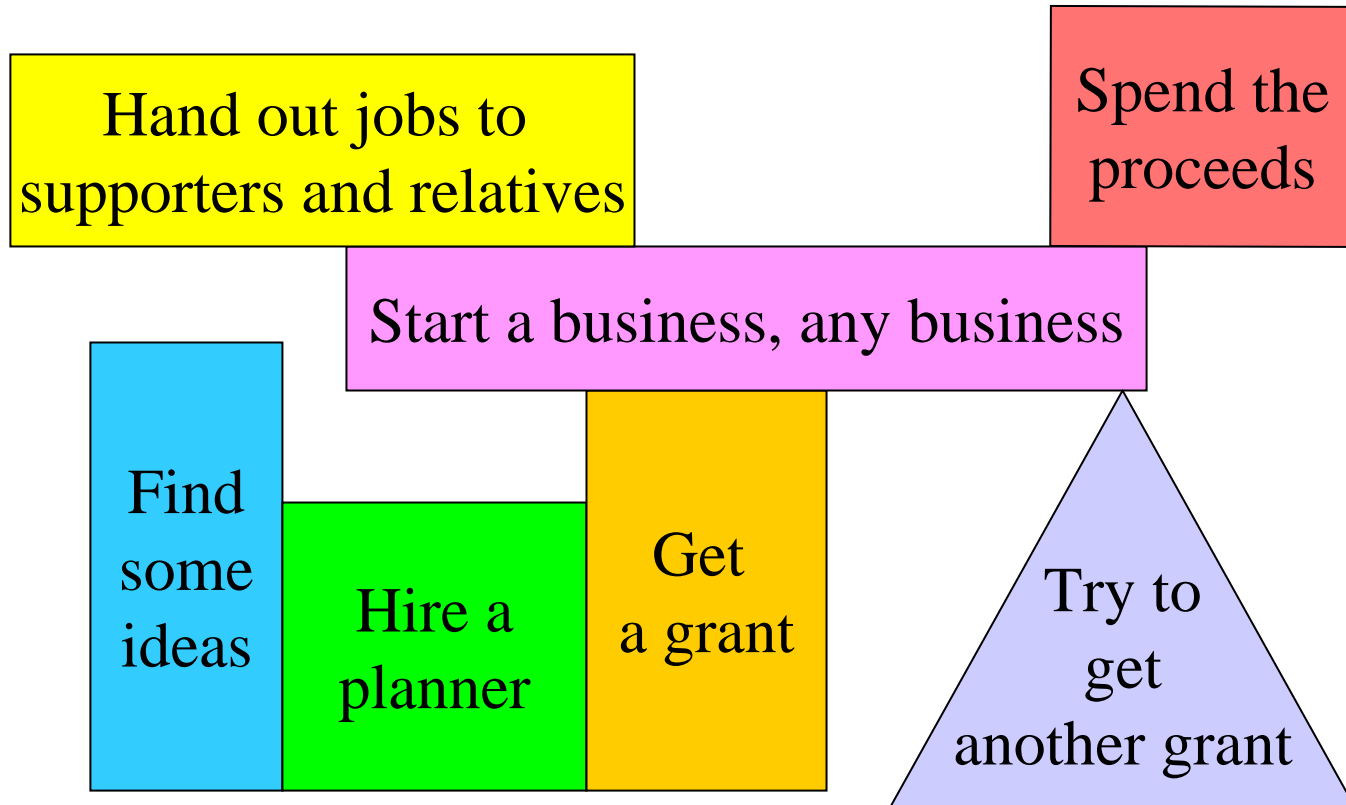 Hand out jobs to
supporters and relatives
Spend the
proceeds
Start a business, any business
Find
some
ideas
Hire a
planner
Get
a grant
Try to
get
another grant